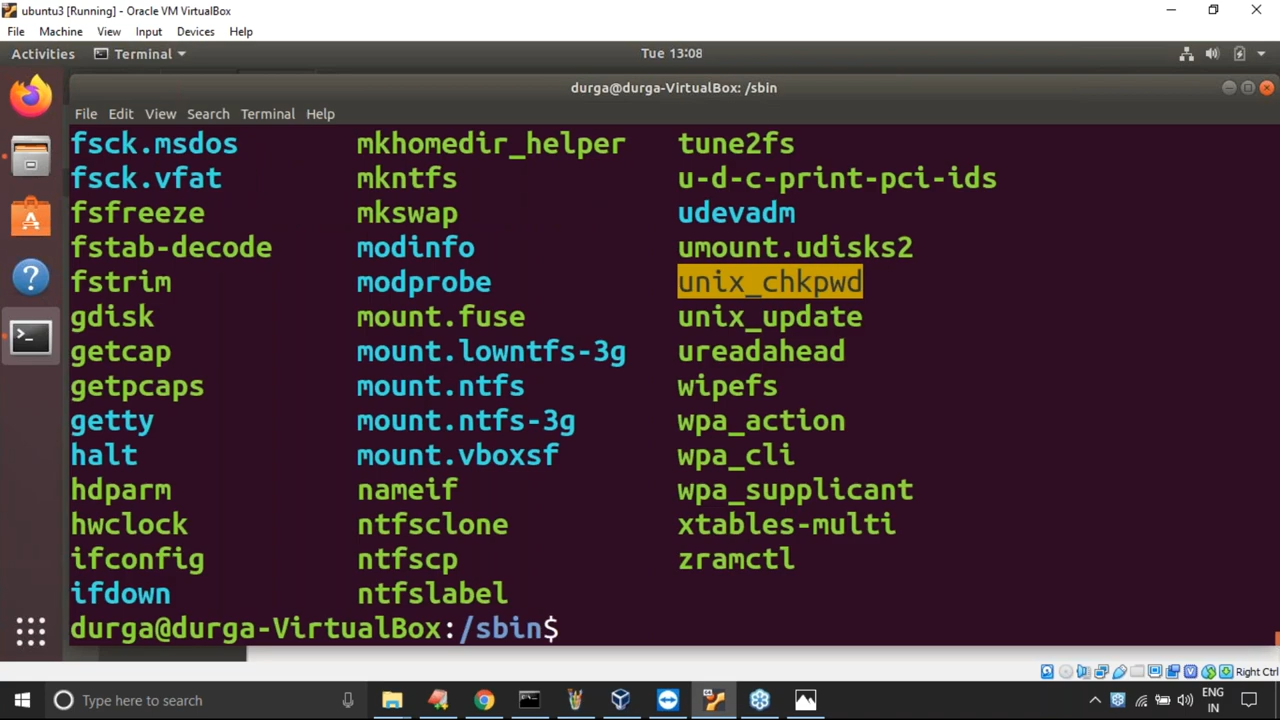 ubuntu3 [Running] - Oracle VM VirtualBox
File Machine View Input Devices Help
Activities Terminal Tue 13:08
durga@durga-VirtualBox: /sbin
File Edit View Search Terminal Help
fsck.msdos mkhomedir_helper tune2fs
fsck.vfat mkntfs u-d-c-print-pci-ids
fsfreeze mkswap udevadm
fstab-decode modinfo umount.udisks2
fstrim modprobe unix_chkpwd
gdisk mount.fuse unix_update
getcap mount.lowntfs-3g ureadahead
getpcaps mount.ntfs wipefs
getty mount.ntfs-3g wpa_action
halt mount.vboxsf wpa_cli
hdparm nameif wpa_supplicant
hwclock ntfsclone xtables-multi
ifconfig ntfscp zramctl
ifdown ntfslabel
durga@durga-VirtualBox:/sbin$
Right Ctrl
Type here to search ENG
IN